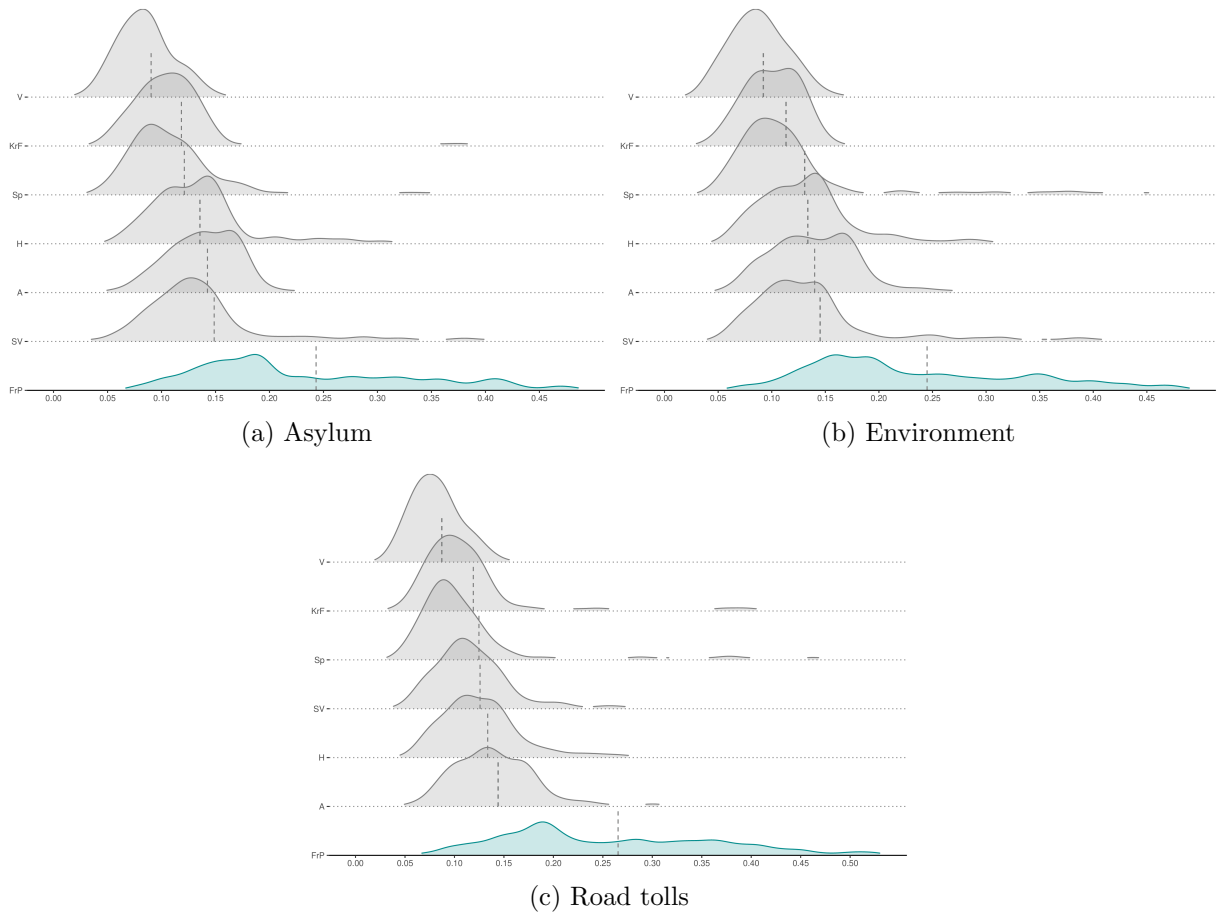 V
KrF
Sp
H
A
SV
FrP
0.00 0.05 0.10 0.15 0.20 0.25 0.30 0.35 0.40 0.45
(a) Asylum
V
KrF
Sp
H
A
SV
FrP
0.00 0.05 0.10 0.15 0.20 0.25 0.30 0.35 0.40 0.45
(b) Environment
V
KrF
Sp
SV
H
A
FrP
0.00 0.05 0.10 0.15 0.20 0.25 0.30 0.35 0.40 0.45 0.50
(c) Road tolls